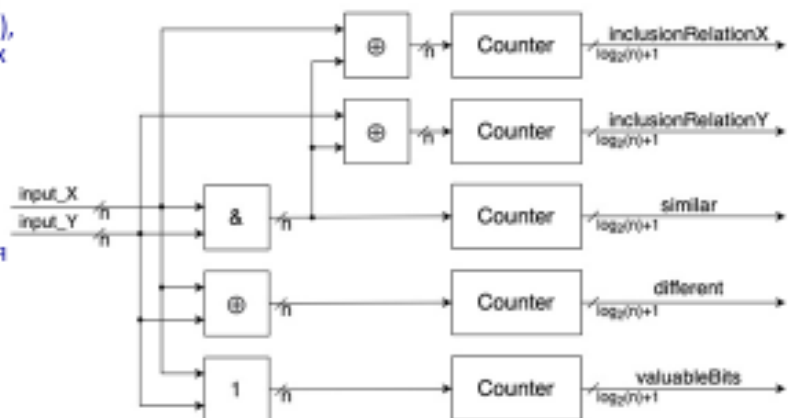 ),
x
я
⊕
n
Counter
inclusionRelationX
log₂(n)+1
⊕
n
Counter
inclusionRelationY
log₂(n)+1
input_X
n
input_Y
n
&
n
Counter
similar
log₂(n)+1
⊕
n
Counter
different
log₂(n)+1
1
n
Counter
valuableBits
log₂(n)+1